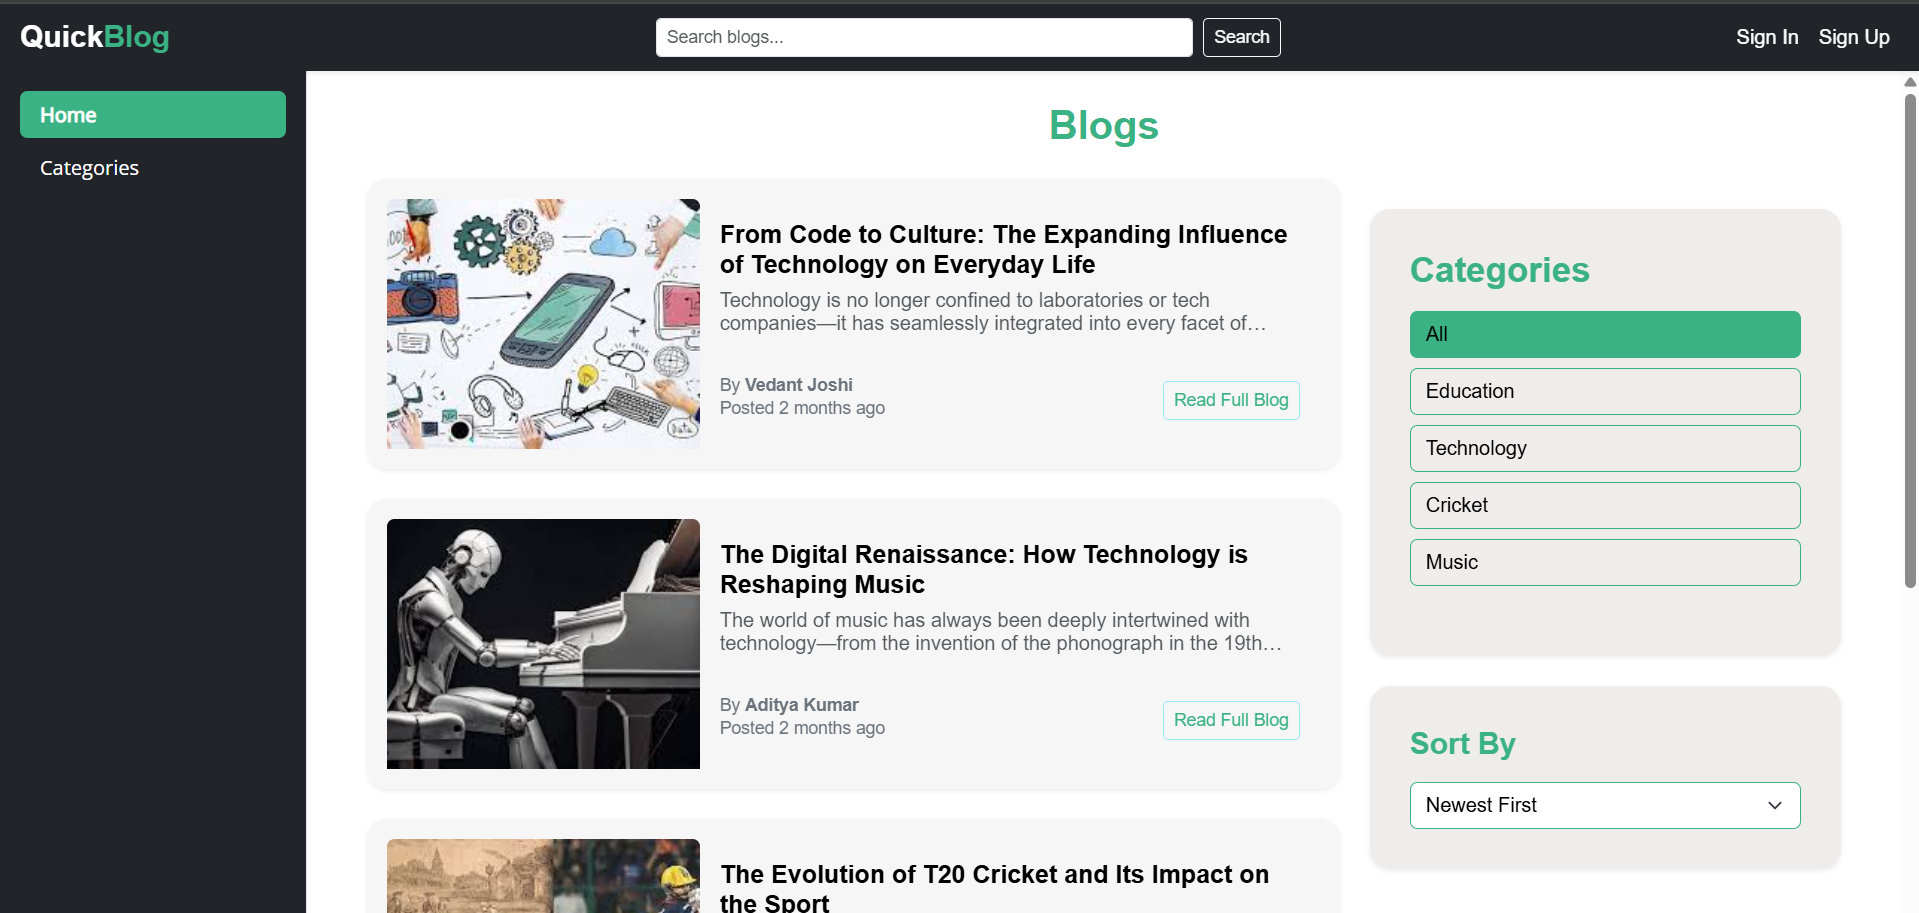 QuickBlog
Search blogs...
Search
Sign In
Sign Up
Home
Categories
Blogs
From Code to Culture: The Expanding Influence
of Technology on Everyday Life
Technology is no longer confined to laboratories or tech
companies—it has seamlessly integrated into every facet of…
By Vedant Joshi
Posted 2 months ago
Read Full Blog
The Digital Renaissance: How Technology is
Reshaping Music
The world of music has always been deeply intertwined with
technology—from the invention of the phonograph in the 19th…
By Aditya Kumar
Posted 2 months ago
Read Full Blog
The Evolution of T20 Cricket and Its Impact on
the Sport
Categories
All
Education
Technology
Cricket
Music
Sort By
Newest First